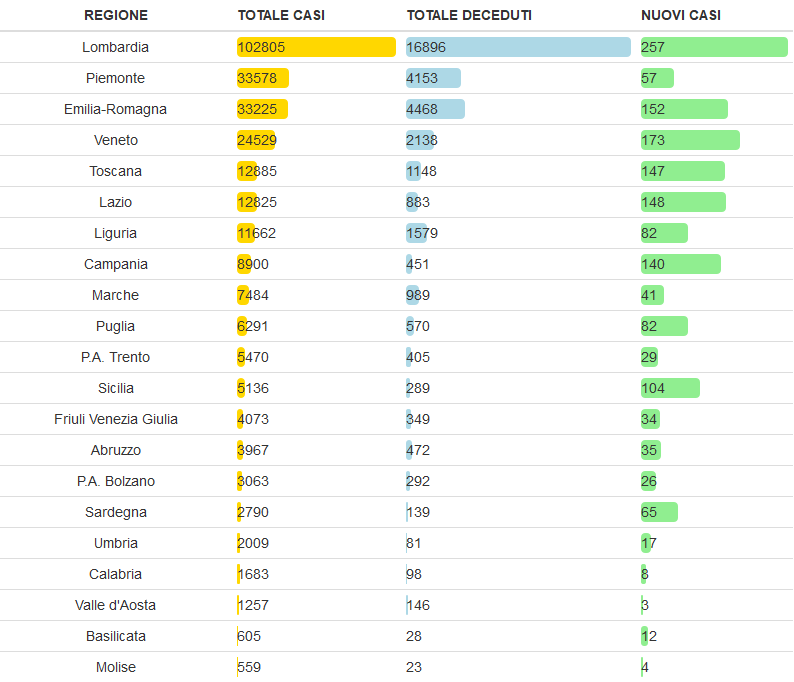 REGIONE TOTALE CASI TOTALE DECEDUTI NUOVI CASI
Lombardia 102805 16896 257
Piemonte 33578 4153 57
Emilia-Romagna 33225 4468 152
Veneto 24529 2138 173
Toscana 12885 1148 147
Lazio 12825 883 148
Liguria 11662 1579 82
Campania 8900 451 140
Marche 7484 989 41
Puglia 6291 570 82
P.A. Trento 5470 405 29
Sicilia 5136 289 104
Friuli Venezia Giulia 4073 349 34
Abruzzo 3967 472 35
P.A. Bolzano 3063 292 26
Sardegna 2790 139 65
Umbria 2009 81 17
Calabria 1683 98 8
Valle d'Aosta 1257 146 3
Basilicata 605 28 12
Molise 559 23 4